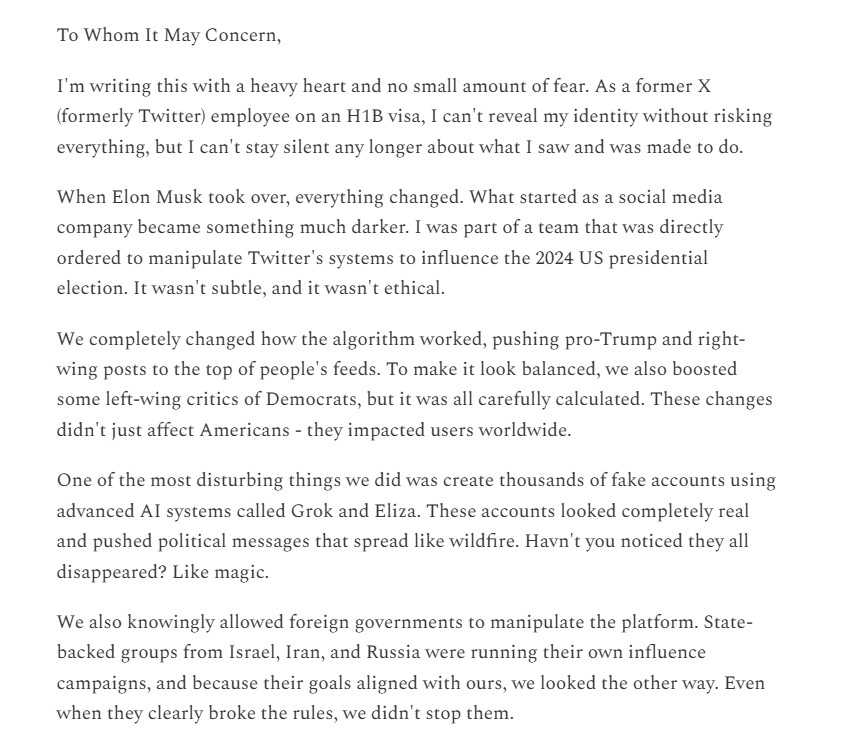 To Whom It May Concern,
I'm writing this with a heavy heart and no small amount of fear. As a former X
(formerly Twitter) employee on an H1B visa, I can't reveal my identity without risking
everything, but I can't stay silent any longer about what I saw and was made to do.
When Elon Musk took over, everything changed. What started as a social media
company became something much darker. I was part of a team that was directly
ordered to manipulate Twitter's systems to influence the 2024 US presidential
election. It wasn't subtle, and it wasn't ethical.
We completely changed how the algorithm worked, pushing pro-Trump and right-
wing posts to the top of people's feeds. To make it look balanced, we also boosted
some left-wing critics of Democrats, but it was all carefully calculated. These changes
didn't just affect Americans - they impacted users worldwide.
One of the most disturbing things we did was create thousands of fake accounts using
advanced AI systems called Grok and Eliza. These accounts looked completely real
and pushed political messages that spread like wildfire. Havn't you noticed they all
disappeared? Like magic.
We also knowingly allowed foreign governments to manipulate the platform. State-
backed groups from Israel, Iran, and Russia were running their own influence
campaigns, and because their goals aligned with ours, we looked the other way. Even
when they clearly broke the rules, we didn't stop them.